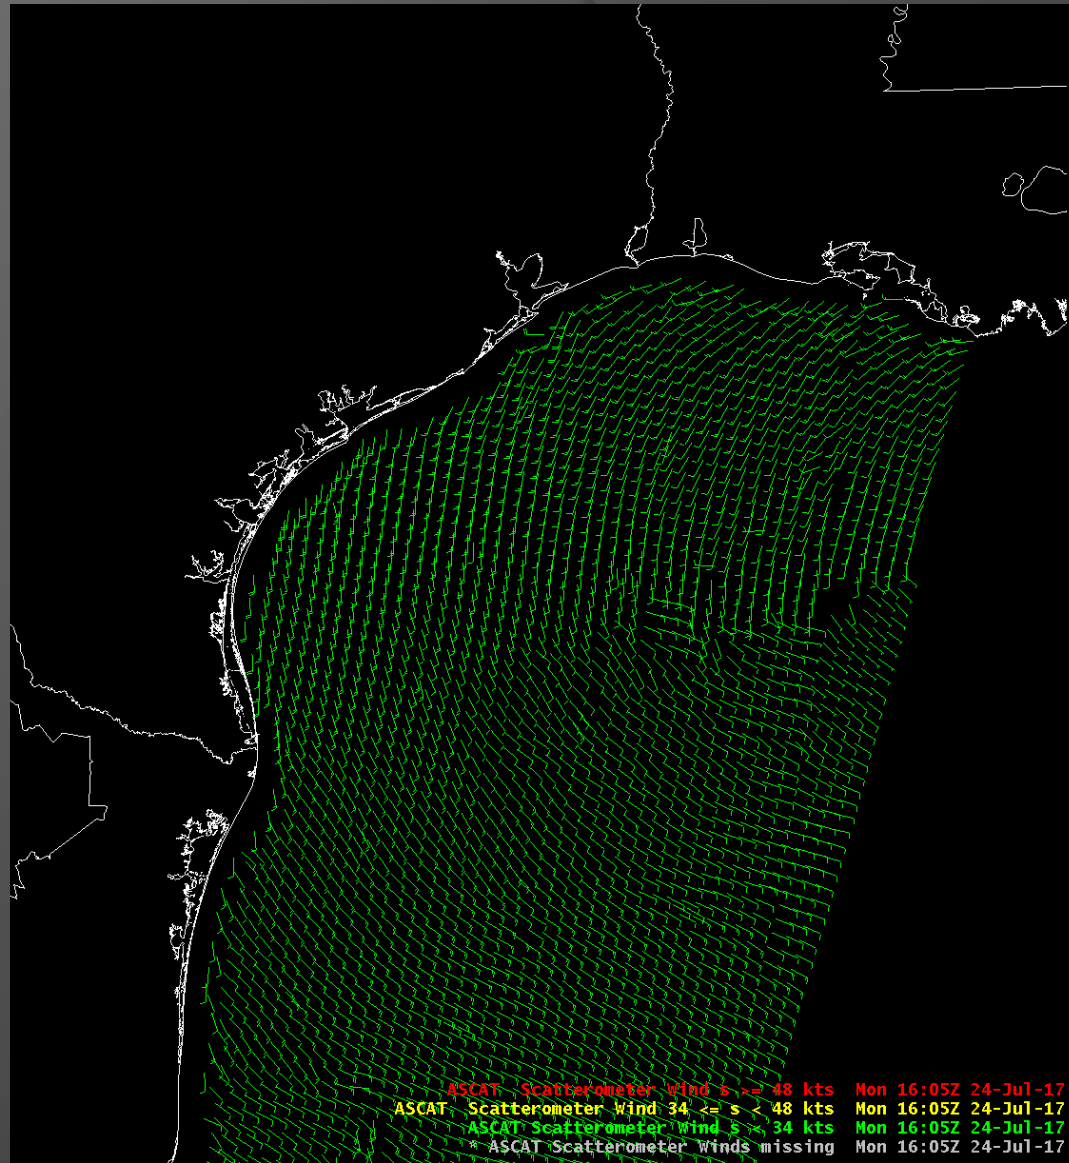 ASCAT Scatterometer Wind s >= 48 kts Mon 16:05Z 24-Jul-17
ASCAT Scatterometer Wind 34 <= s < 48 kts Mon 16:05Z 24-Jul-17
ASCAT Scatterometer Wind s < 34 kts Mon 16:05Z 24-Jul-17
* ASCAT Scatterometer Winds missing Mon 16:05Z 24-Jul-17